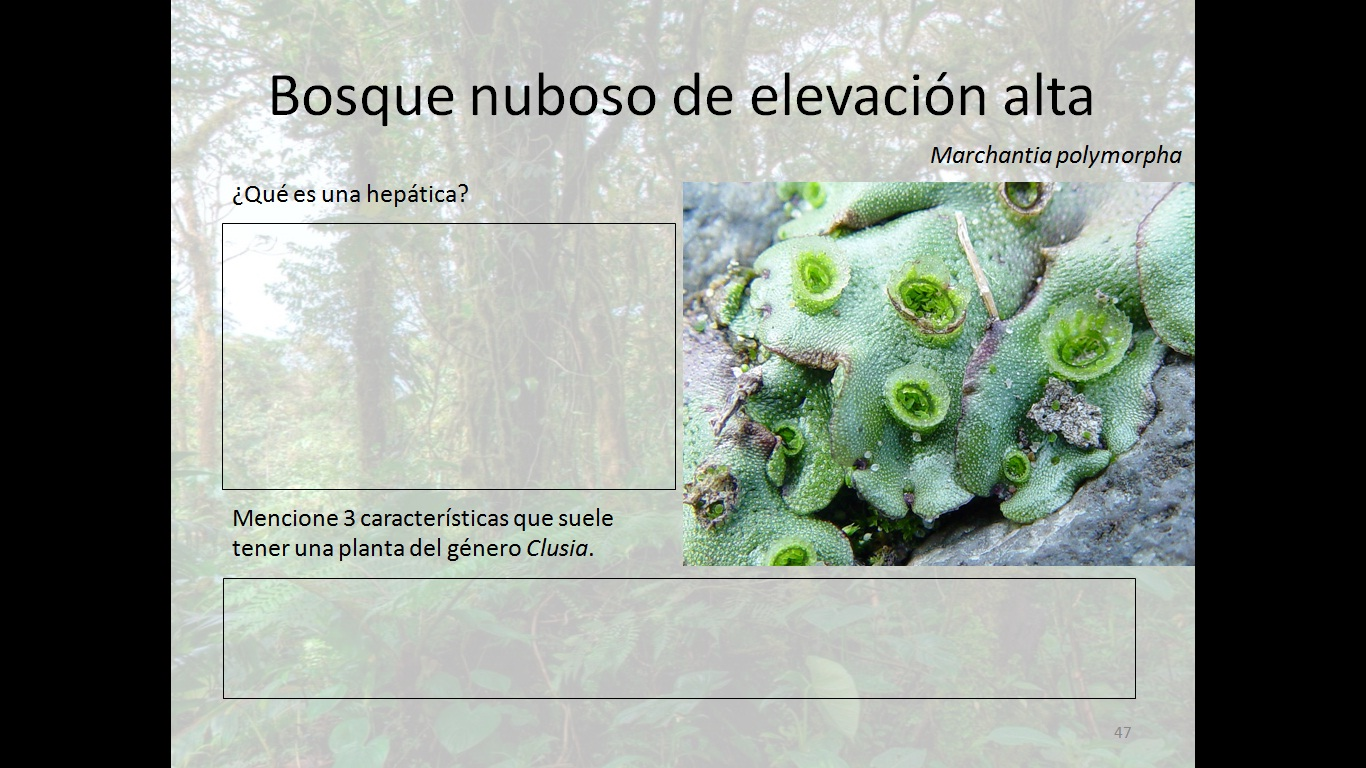 Bosque nuboso de elevación alta
Marchantia polymorpha
¿Qué es una hepática?
Mencione 3 características que suele
tener una planta del género Clusia.
47